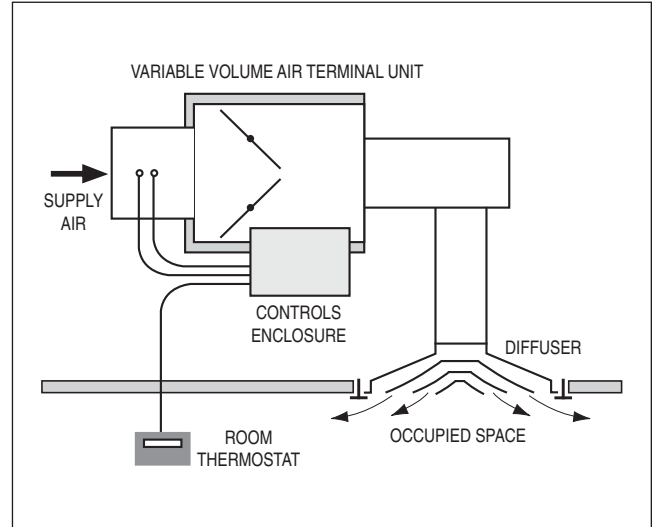 VARIABLE VOLUME AIR TERMINAL UNIT
SUPPLY
AIR
CONTROLS
ENCLOSURE
DIFFUSER
ROOM
THERMOSTAT
OCCUPIED SPACE